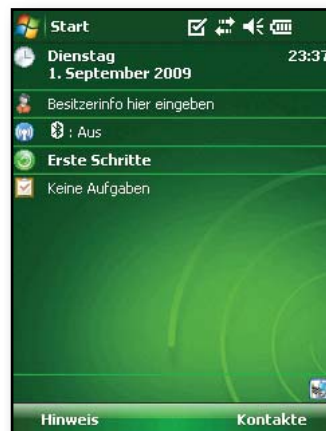 Start
Dienstag 23:37
1. September 2009
Besitzerinfo hier eingeben
: Aus
Erste Schritte
Keine Aufgaben
Hinweis Kontakte